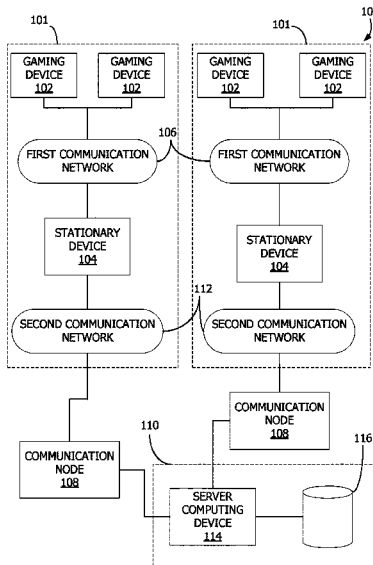 101
101
10
GAMING
DEVICE
102
GAMING
DEVICE
102
GAMING
DEVICE
102
GAMING
DEVICE
102
106
FIRST COMMUNICATION
NETWORK
FIRST COMMUNICATION
NETWORK
STATIONARY
DEVICE
104
STATIONARY
DEVICE
104
112
SECOND COMMUNICATION
NETWORK
SECOND COMMUNICATION
NETWORK
COMMUNICATION
NODE
108
110
116
COMMUNICATION
NODE
108
SERVER
COMPUTING
DEVICE
114